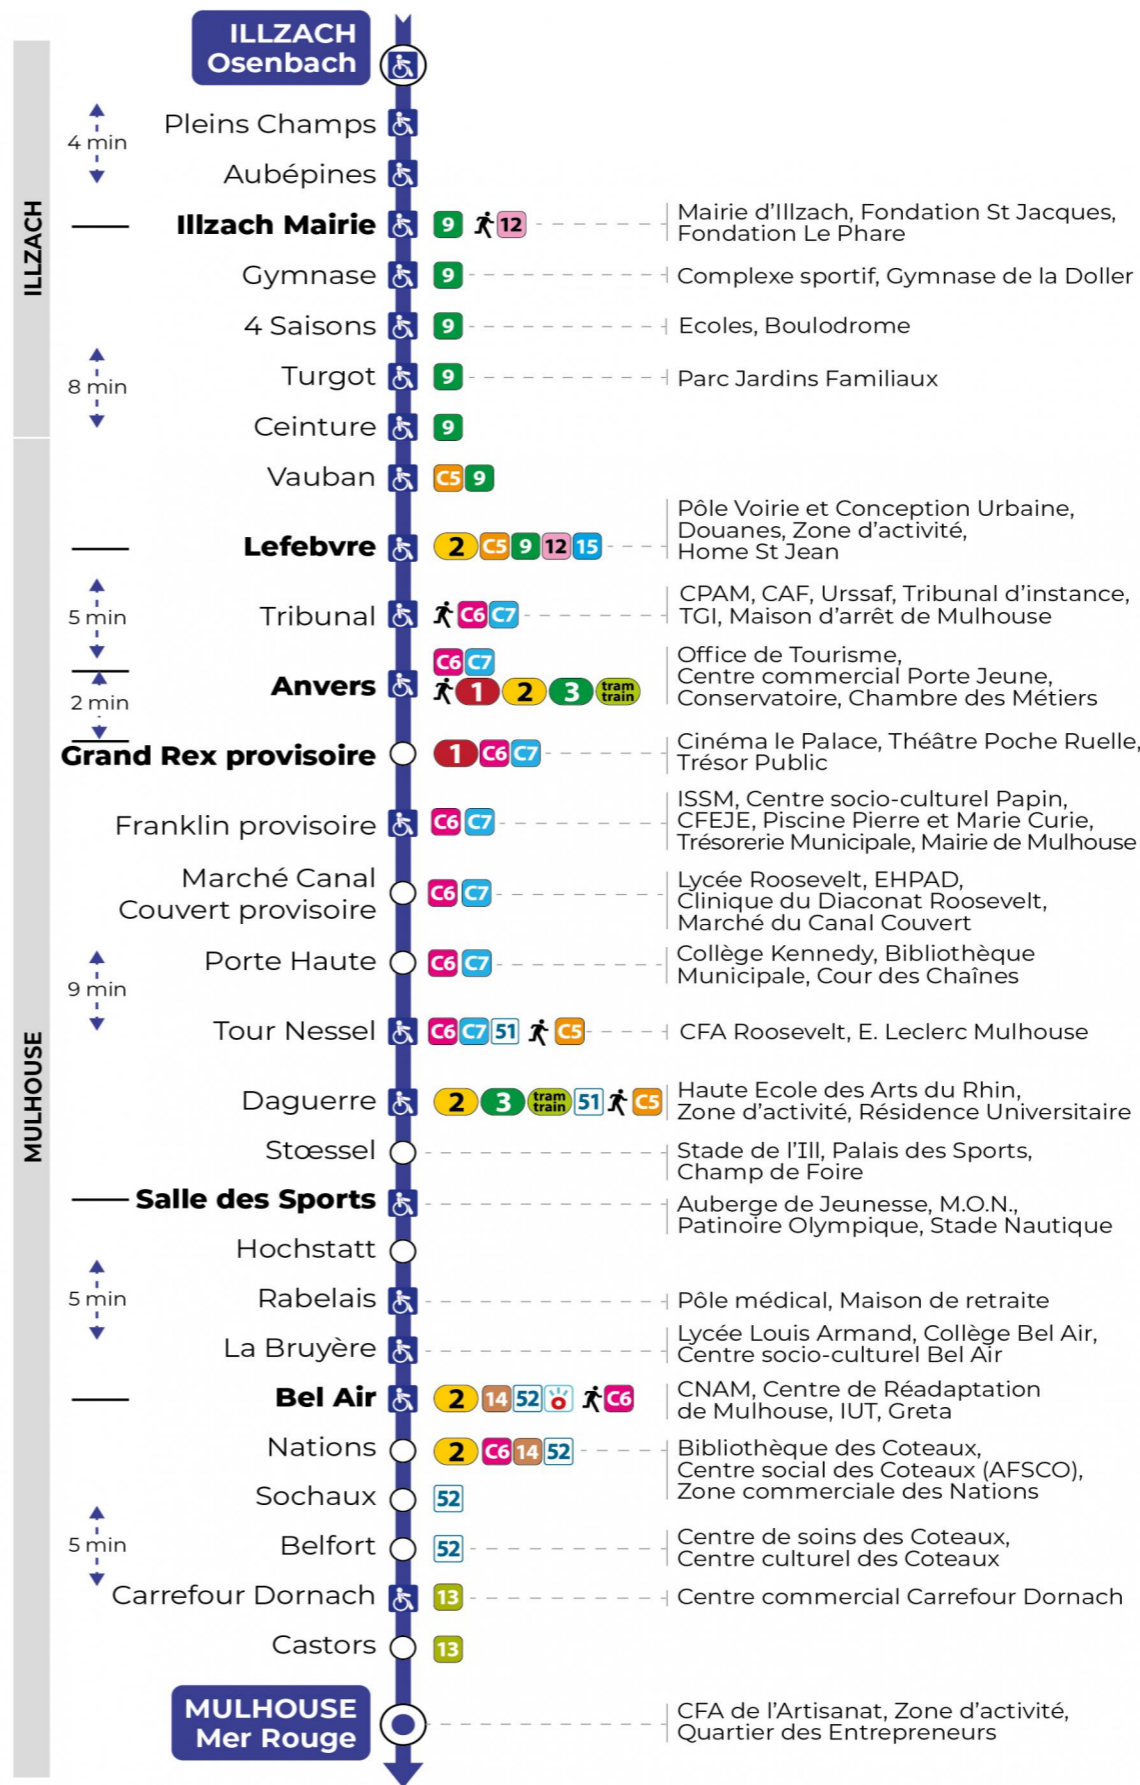 ILLZACH
Osenbach
ILLZACH
4 min
Pleins Champs
Aubépines
Illzach Mairie
9 12
Mairie d'Illzach, Fondation St Jacques,
Fondation Le Phare
Gymnase
9
Complexe sportif, Gymnase de la Doller
4 Saisons
9
Ecoles, Boulodrome
8 min
Turgot
9
Parc Jardins Familiaux
Ceinture
9
MULHOUSE
Vauban
C5 9
Lefebvre
2 C5 9 12 15
Pôle Voirie et Conception Urbaine,
Douanes, Zone d'activité,
Home St Jean
5 min
Tribunal
C6 C7
CPAM, CAF, Urssaf, Tribunal d'instance,
TGI, Maison d'arrêt de Mulhouse
Anvers
C6 C7
1 2 3 tram
train
Office de Tourisme,
Centre commercial Porte Jeune,
Conservatoire, Chambre des Métiers
2 min
Grand Rex provisoire
1 C6 C7
Cinéma le Palace, Théâtre Poche Ruelle,
Trésor Public
Franklin provisoire
C6 C7
ISSM, Centre socio-culturel Papin,
CFEJE, Piscine Pierre et Marie Curie,
Trésorerie Municipale, Mairie de Mulhouse
Marché Canal
Couvert provisoire
C6 C7
Lycée Roosevelt, EHPAD,
Clinique du Diaconat Roosevelt,
Marché du Canal Couvert
9 min
Porte Haute
C6 C7
Collège Kennedy, Bibliothèque
Municipale, Cour des Chaînes
Tour Nessel
C6 C7 51 C5
CFA Roosevelt, E. Leclerc Mulhouse
Daguerre
2 3 tram
train 51 C5
Haute Ecole des Arts du Rhin,
Zone d'activité, Résidence Universitaire
Stœssel
Stade de l'Ill, Palais des Sports,
Champ de Foire
Salle des Sports
Auberge de Jeunesse, M.O.N.,
Patinoire Olympique, Stade Nautique
Hochstatt
5 min
Rabelais
Pôle médical, Maison de retraite
La Bruyère
Lycée Louis Armand, Collège Bel Air,
Centre socio-culturel Bel Air
Bel Air
2 14 52 C6
CNAM, Centre de Réadaptation
de Mulhouse, IUT, Greta
Nations
2 C6 14 52
Bibliothèque des Coteaux,
Centre social des Coteaux (AFSCO),
Zone commerciale des Nations
Sochaux
52
5 min
Belfort
52
Centre de soins des Coteaux,
Centre culturel des Coteaux
Carrefour Dornach
13
Centre commercial Carrefour Dornach
Castors
13
MULHOUSE
Mer Rouge
CFA de l'Artisanat, Zone d'activité,
Quartier des Entrepreneurs